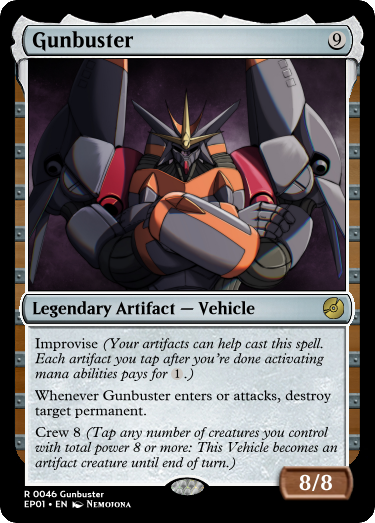 Gunbuster 9
Legendary Artifact — Vehicle
Improvise (Your artifacts can help cast this spell.
Each artifact you tap after you're done activating
mana abilities pays for 1.)
Whenever Gunbuster enters or attacks, destroy
target permanent.
Crew 8 (Tap any number of creatures you control
with total power 8 or more: This Vehicle becomes an
artifact creature until end of turn.)
8/8
R 0046 Gunbuster
EP01 • EN Nemojona